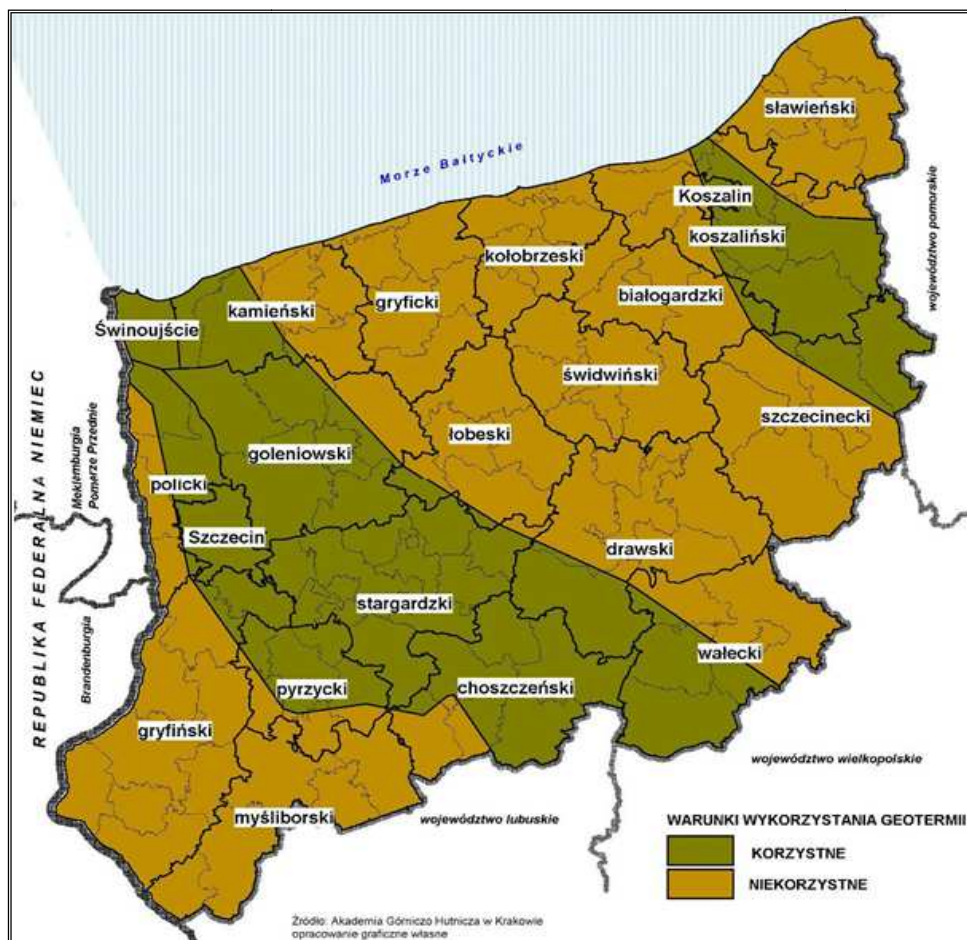 sławieński
Morze Bałtyckie
województwo pomorskie
Koszalin
koszaliński
kołobrzeski
kamieński
gryficki
białogardzki
Świnoujście
świdwiński
szczecinecki
łobeski
goleniowski
REPUBLIKA FEDERALNA NIEMIEC
Meklemburgia
Pomorze Przednie
policki
Szczecin
drawski
stargardzki
Brandenburgia
wałecki
pyrzycki
choszczeński
gryfiński
województwo wielkopolskie
myśliborski
województwo lubuskie
WARUNKI WYKORZYSTANIA GEOTERMII
KORZYSTNE
NIEKORZYSTNE
Źródło: Akademia Górniczo Hutnicza w Krakowie
opracowanie graficzne własne